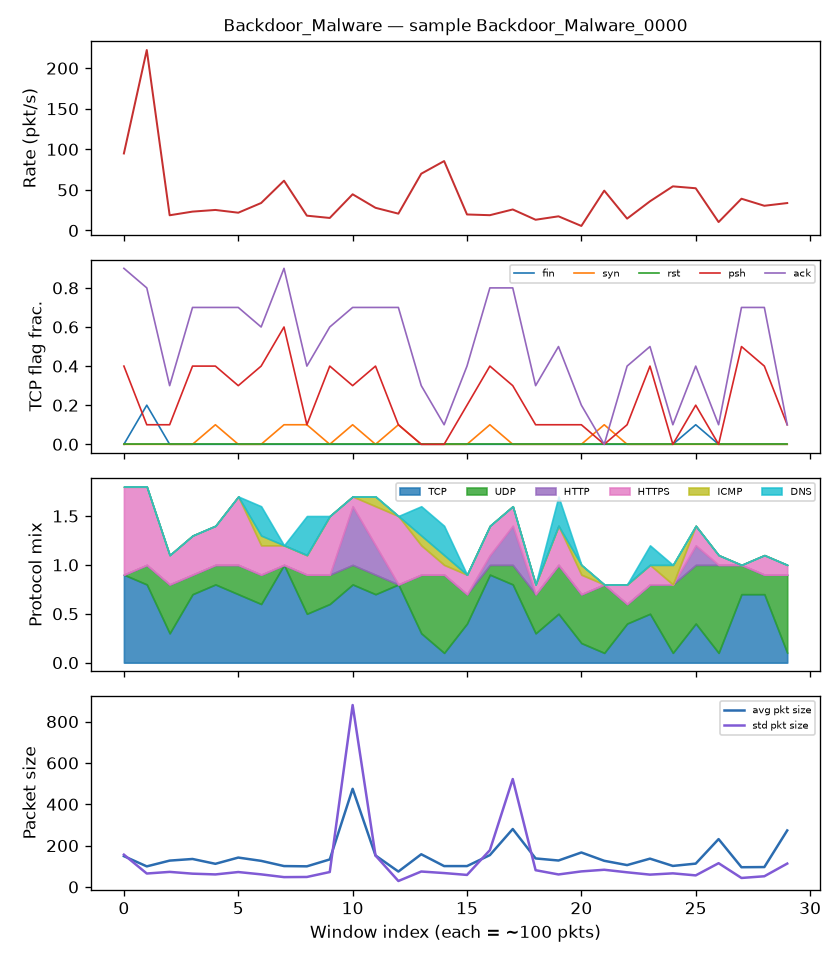 Backdoor_Malware — sample Backdoor_Malware_0000
Rate (pkt/s)
200
150
100
50
0
TCP flag frac.
0.8
0.6
0.4
0.2
0.0
fin syn rst psh ack
Protocol mix
1.5
1.0
0.5
0.0
TCP UDP HTTP HTTPS ICMP DNS
Packet size
800
600
400
200
0
avg pkt size
std pkt size
0 5 10 15 20 25 30
Window index (each = ~100 pkts)